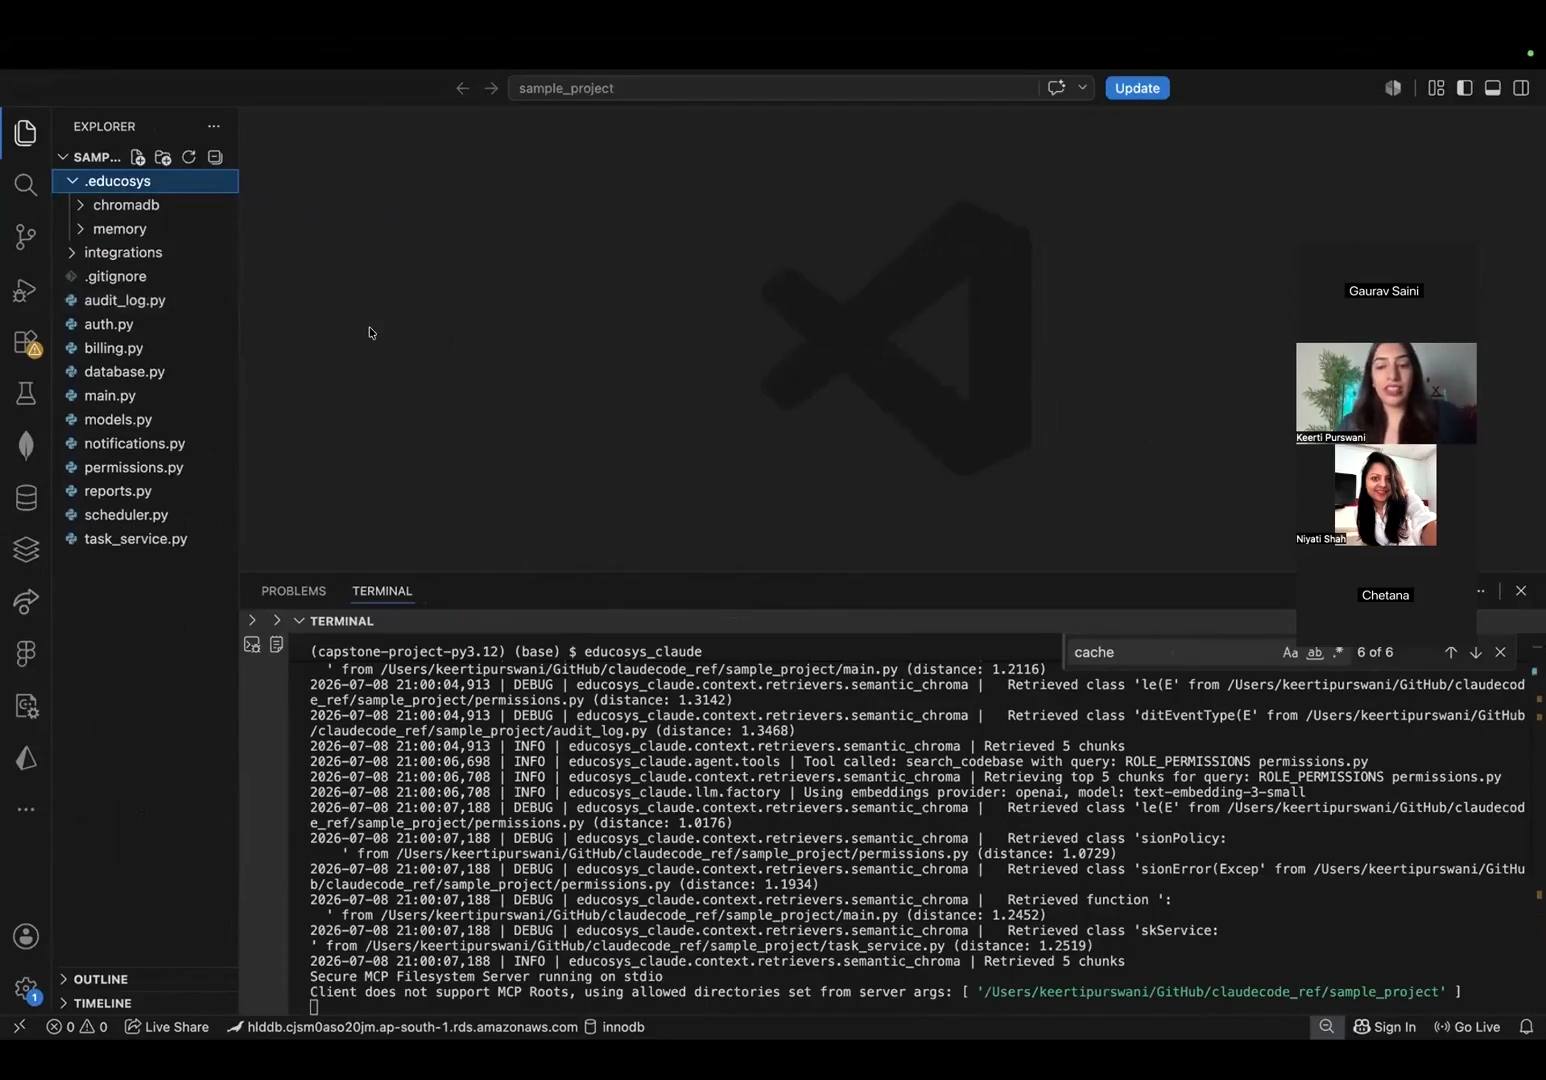 sample_project
Update
EXPLORER
SAMP...
.educosys
chromadb
memory
integrations
.gitignore
audit_log.py
auth.py
billing.py
database.py
main.py
models.py
notifications.py
permissions.py
reports.py
scheduler.py
task_service.py
OUTLINE
TIMELINE
Gaurav Saini
Keerti Purswani
Niyati Shah
Chetana
PROBLEMS
TERMINAL
TERMINAL
cache
Aa
ab
6 of 6
(capstone-project-py3.12) (base) $ educosys_claude
' from /Users/keertipurswani/GitHub/claudecode_ref/sample_project/main.py (distance: 1.2116)
2026-07-08 21:00:04,913 | DEBUG | educosys_claude.context.retrievers.semantic_chroma |   Retrieved class 'le(E' from /Users/keertipurswani/GitHub/claudecod
e_ref/sample_project/permissions.py (distance: 1.3142)
2026-07-08 21:00:04,913 | DEBUG | educosys_claude.context.retrievers.semantic_chroma |   Retrieved class 'ditEventType(E' from /Users/keertipurswani/GitHub
/claudecode_ref/sample_project/audit_log.py (distance: 1.3468)
2026-07-08 21:00:04,913 | INFO | educosys_claude.context.retrievers.semantic_chroma | Retrieved 5 chunks
2026-07-08 21:00:06,698 | INFO | educosys_claude.agent.tools | Tool called: search_codebase with query: ROLE_PERMISSIONS permissions.py
2026-07-08 21:00:06,708 | INFO | educosys_claude.context.retrievers.semantic_chroma | Retrieving top 5 chunks for query: ROLE_PERMISSIONS permissions.py
2026-07-08 21:00:06,708 | INFO | educosys_claude.llm.factory | Using embeddings provider: openai, model: text-embedding-3-small
2026-07-08 21:00:07,188 | DEBUG | educosys_claude.context.retrievers.semantic_chroma |   Retrieved class 'le(E' from /Users/keertipurswani/GitHub/claudecod
e_ref/sample_project/permissions.py (distance: 1.0176)
2026-07-08 21:00:07,188 | DEBUG | educosys_claude.context.retrievers.semantic_chroma |   Retrieved class 'sionPolicy:
' from /Users/keertipurswani/GitHub/claudecode_ref/sample_project/permissions.py (distance: 1.0729)
2026-07-08 21:00:07,188 | DEBUG | educosys_claude.context.retrievers.semantic_chroma |   Retrieved class 'sionError(Excep' from /Users/keertipurswani/GitHu
b/claudecode_ref/sample_project/permissions.py (distance: 1.1934)
2026-07-08 21:00:07,188 | DEBUG | educosys_claude.context.retrievers.semantic_chroma |   Retrieved function ':
' from /Users/keertipurswani/GitHub/claudecode_ref/sample_project/main.py (distance: 1.2452)
2026-07-08 21:00:07,188 | DEBUG | educosys_claude.context.retrievers.semantic_chroma |   Retrieved class 'skService:
' from /Users/keertipurswani/GitHub/claudecode_ref/sample_project/task_service.py (distance: 1.2519)
2026-07-08 21:00:07,188 | INFO | educosys_claude.context.retrievers.semantic_chroma | Retrieved 5 chunks
Secure MCP Filesystem Server running on stdio
Client does not support MCP Roots, using allowed directories set from server args: [ '/Users/keertipurswani/GitHub/claudecode_ref/sample_project' ]
1
0
0
Live Share
hlddb.cjsm0aso20jm.ap-south-1.rds.amazonaws.com
innodb
Sign In
Go Live